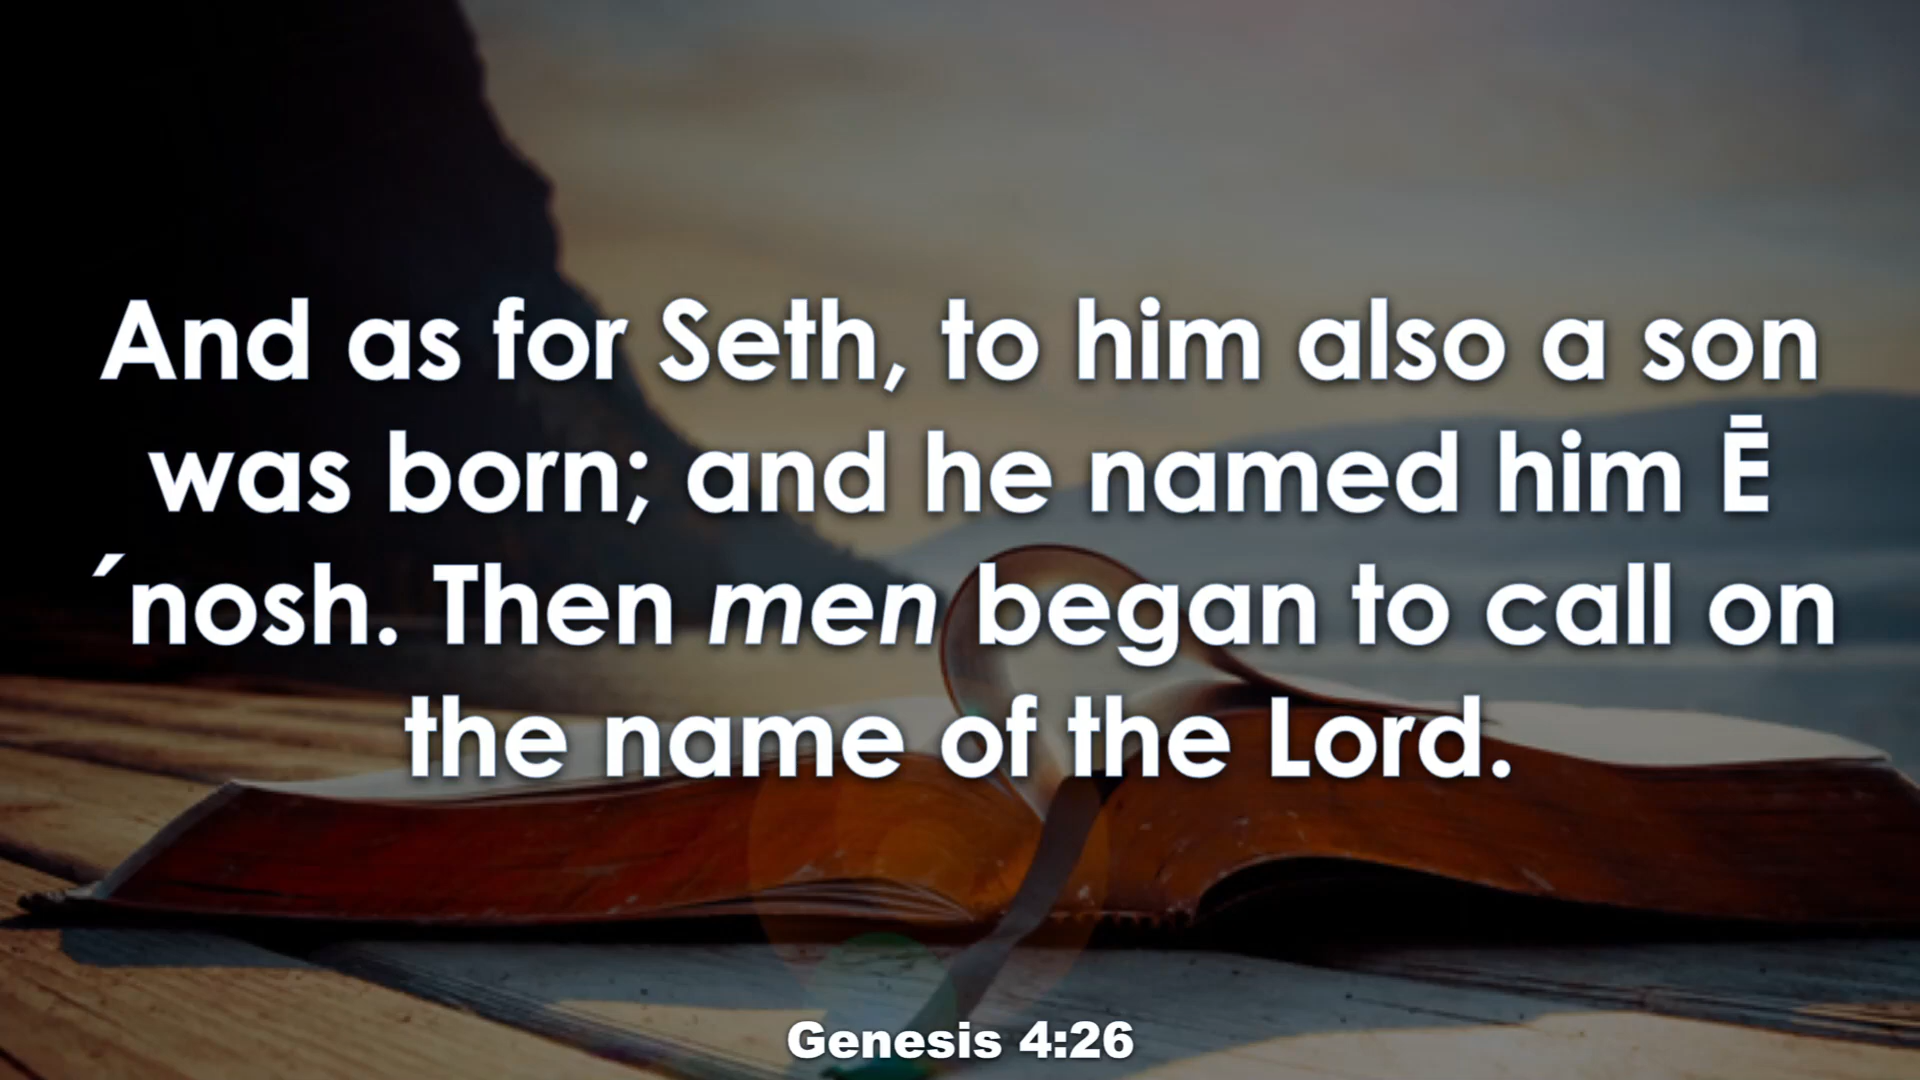 And as for Seth, to him also a son
was born; and he named him Ē
´nosh. Then men began to call on
the name of the Lord.
Genesis 4:26